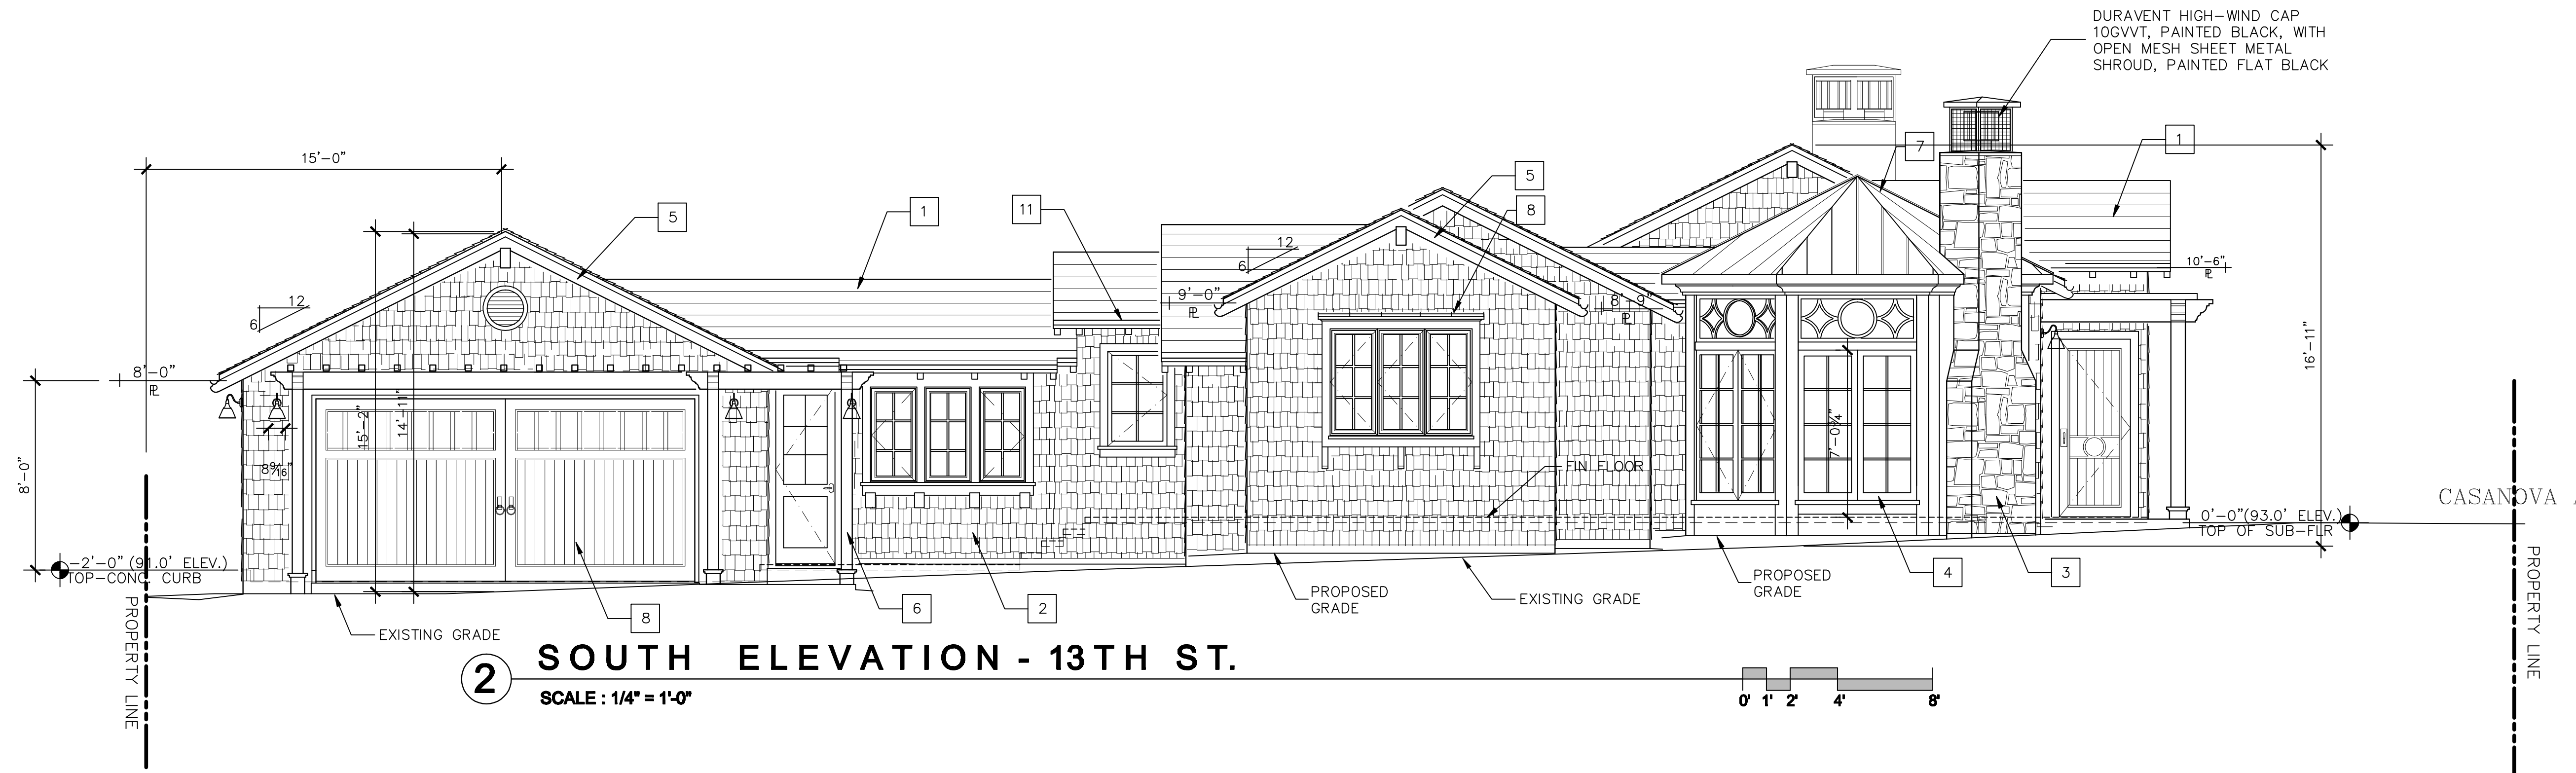 DURAVENT HIGH-WIND CAP
10GVVT, PAINTED BLACK, WITH
OPEN MESH SHEET METAL
SHROUD, PAINTED FLAT BLACK
15'-0"
7
1
5
5
1
11
8
12
6
12
6
9'-0"
PL
8'-9"
PL
10'-6"
PL
16'-11"
8'-0"
PL
15'-2"
14'-11"
8 9/16"
7'-0 3/4"
8'-0"
FIN FLOOR
CASANOVA A
0'-0"(93.0' ELEV.)
TOP OF SUB-FLR
-2'-0"(91.0' ELEV.)
TOP-CONC CURB
PROPERTY LINE
EXISTING GRADE
8
6
2
PROPOSED
GRADE
EXISTING GRADE
PROPOSED
GRADE
4
3
PROPERTY LINE
2
SOUTH ELEVATION - 13TH ST.
SCALE : 1/4" = 1'-0"
0' 1' 2' 4' 8'